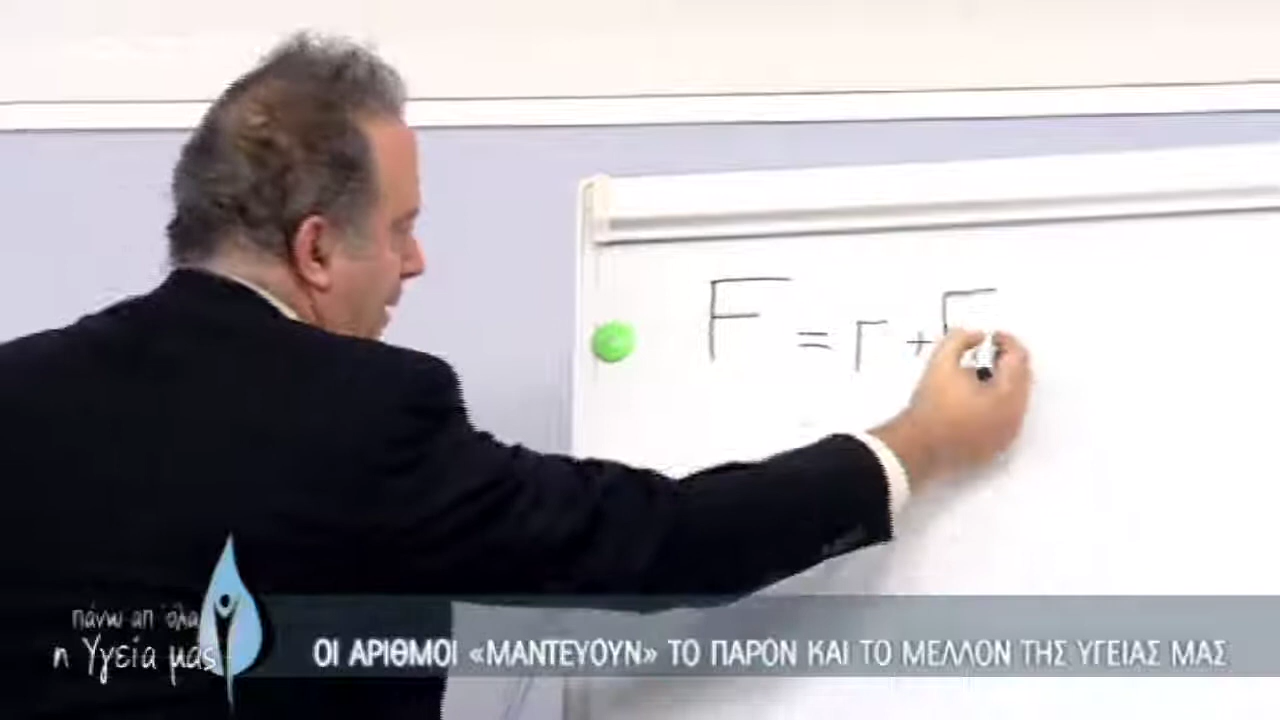 F = Γ +
πάνω απ' όλα
η Υγεία μας
ΟΙ ΑΡΙΘΜΟΙ «ΜΑΝΤΕΥΟΥΝ» ΤΟ ΠΑΡΟΝ ΚΑΙ ΤΟ ΜΕΛΛΟΝ ΤΗΣ ΥΓΕΙΑΣ ΜΑΣ